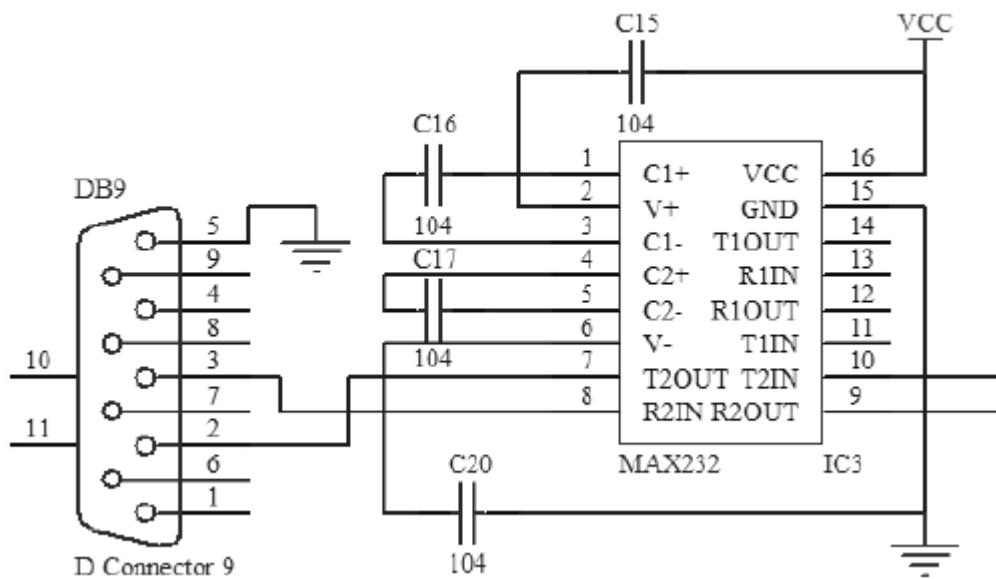 C15
VCC
C16
104
1
C1+
VCC
16
DB9
2
V+
GND
15
5
104
3
C1-
T1OUT
14
C17
9
4
C2+
R1IN
13
4
5
C2-
R1OUT
12
8
104
6
V-
T1IN
11
10
3
7
T2OUT
T2IN
10
7
8
R2IN
R2OUT
9
11
2
C20
MAX232
IC3
6
1
D Connector 9
104